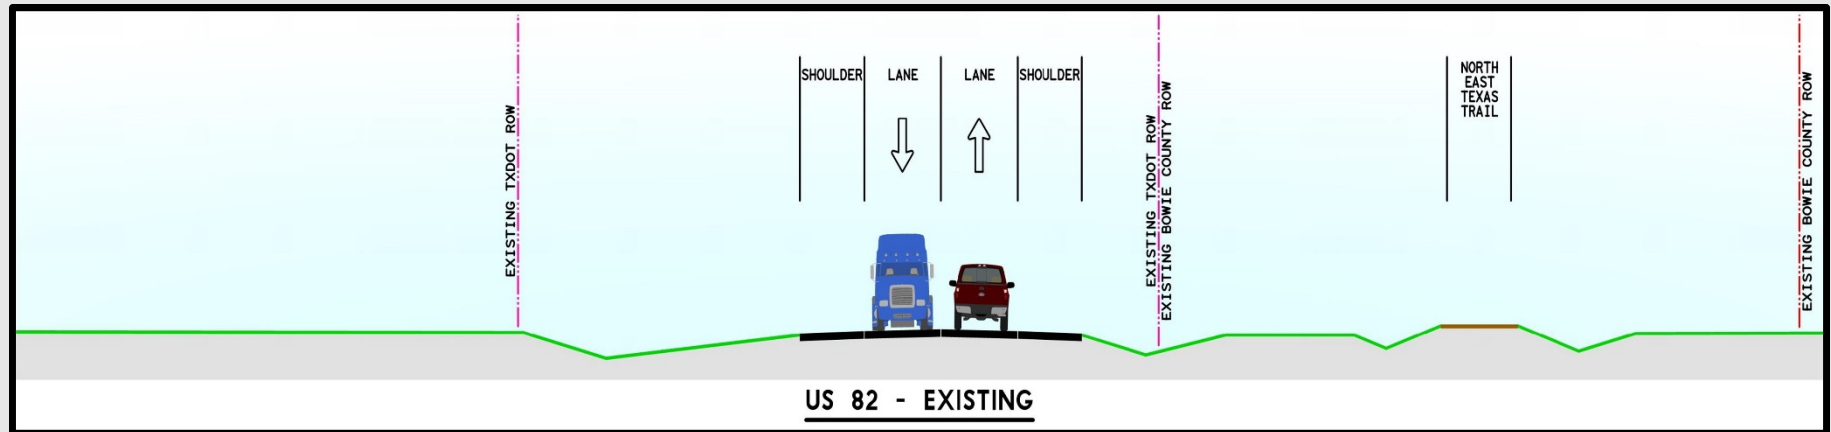 EXISTING TXDOT ROW
SHOULDER
LANE
LANE
SHOULDER
EXISTING TXDOT ROW
EXISTING BOWIE COUNTY ROW
NORTH
EAST
TEXAS
TRAIL
EXISTING BOWIE COUNTY ROW
US 82 - EXISTING